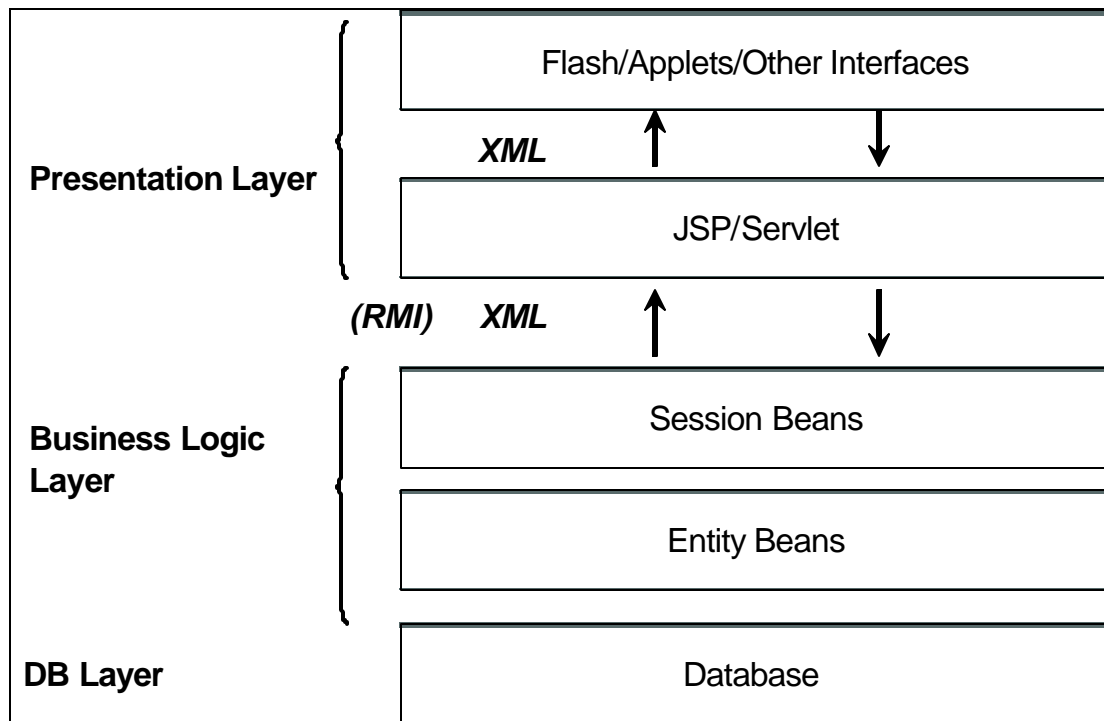 Flash/Applets/Other Interfaces
XML
Presentation Layer
JSP/Servlet
(RMI) XML
Session Beans
Business Logic
Layer
Entity Beans
DB Layer
Database